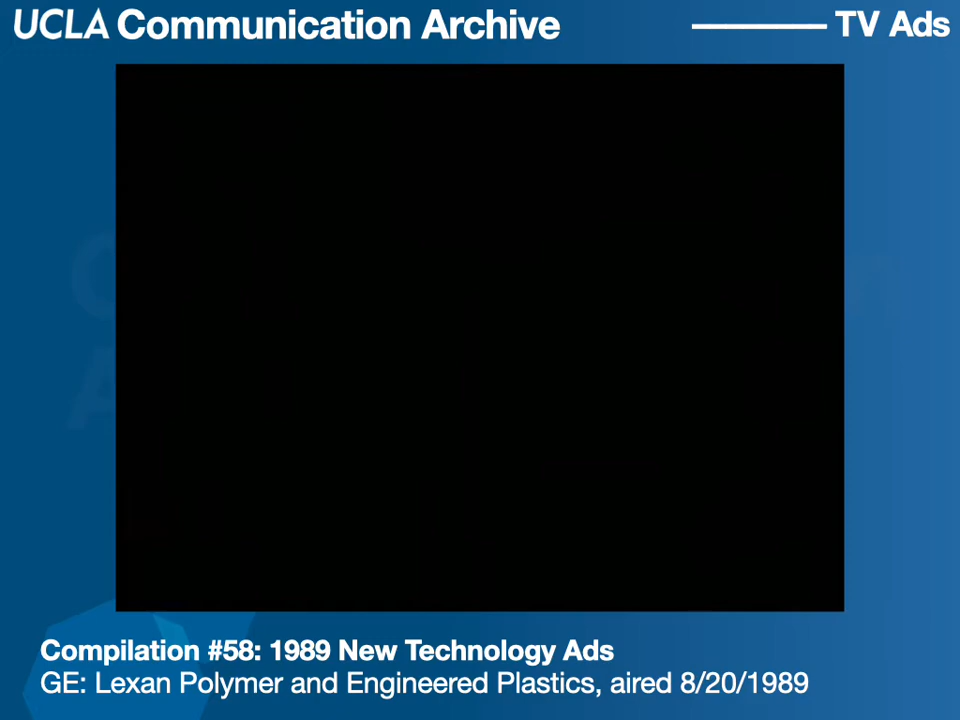 UCLA Communication Archive
TV Ads
Compilation #58: 1989 New Technology Ads
GE: Lexan Polymer and Engineered Plastics, aired 8/20/1989